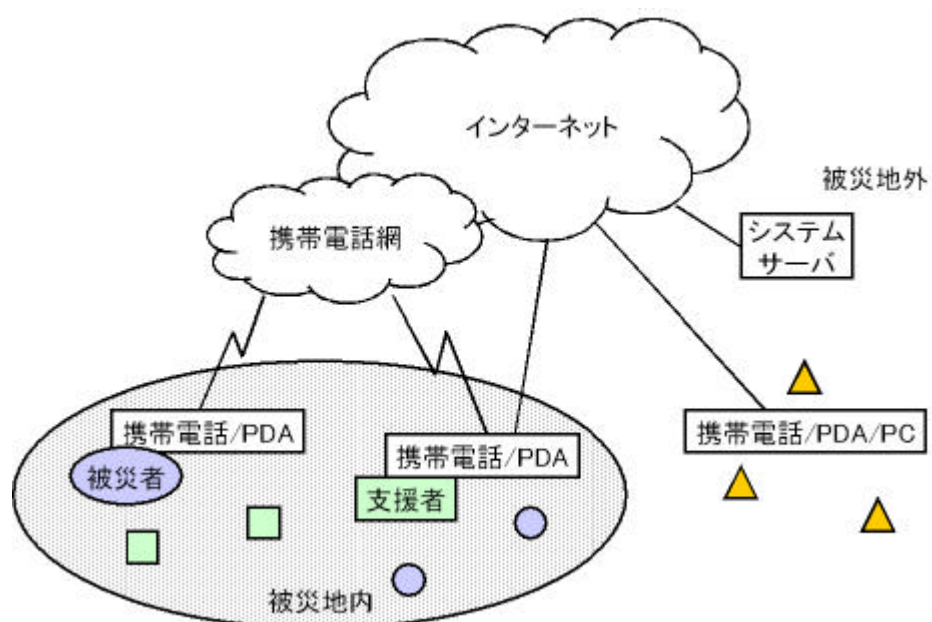 インターネット
被災地外
携帯電話網
システム
サーバ
携帯電話/PDA
携帯電話/PDA/PC
被災者
携帯電話/PDA
支援者
被災地内